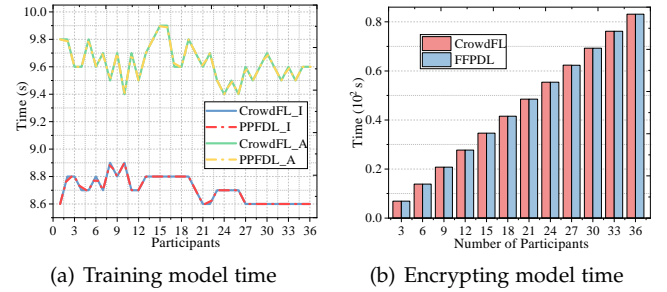 10.2
10.0
9.8
9.6
9.4
9.2
9.0
8.8
8.6
Time (s)
CrowdFL_I
PPFDL_I
CrowdFL_A
PPFDL_A
0 3 6 9 12 15 18 21 24 27 30 33 36
Participants
(a) Training model time
0.8
0.6
0.4
0.2
0.0
Time (10² s)
CrowdFL
FFPDL
3 6 9 12 15 18 21 24 27 30 33 36
Number of Participants
(b) Encrypting model time